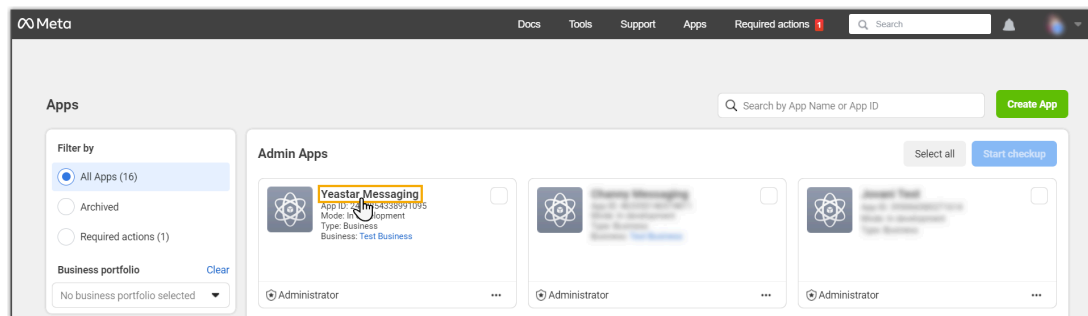 Meta
Docs Tools Support Apps Required actions 1 Search
Apps
Search by App Name or App ID
Create App
Filter by
All Apps (16)
Archived
Required actions (1)
Business portfolio Clear
No business portfolio selected
Admin Apps
Select all Start checkup
Yeastar Messaging
App ID:
Mode: In
Type: Business
Business: Test Business
Administrator
Administrator
Administrator